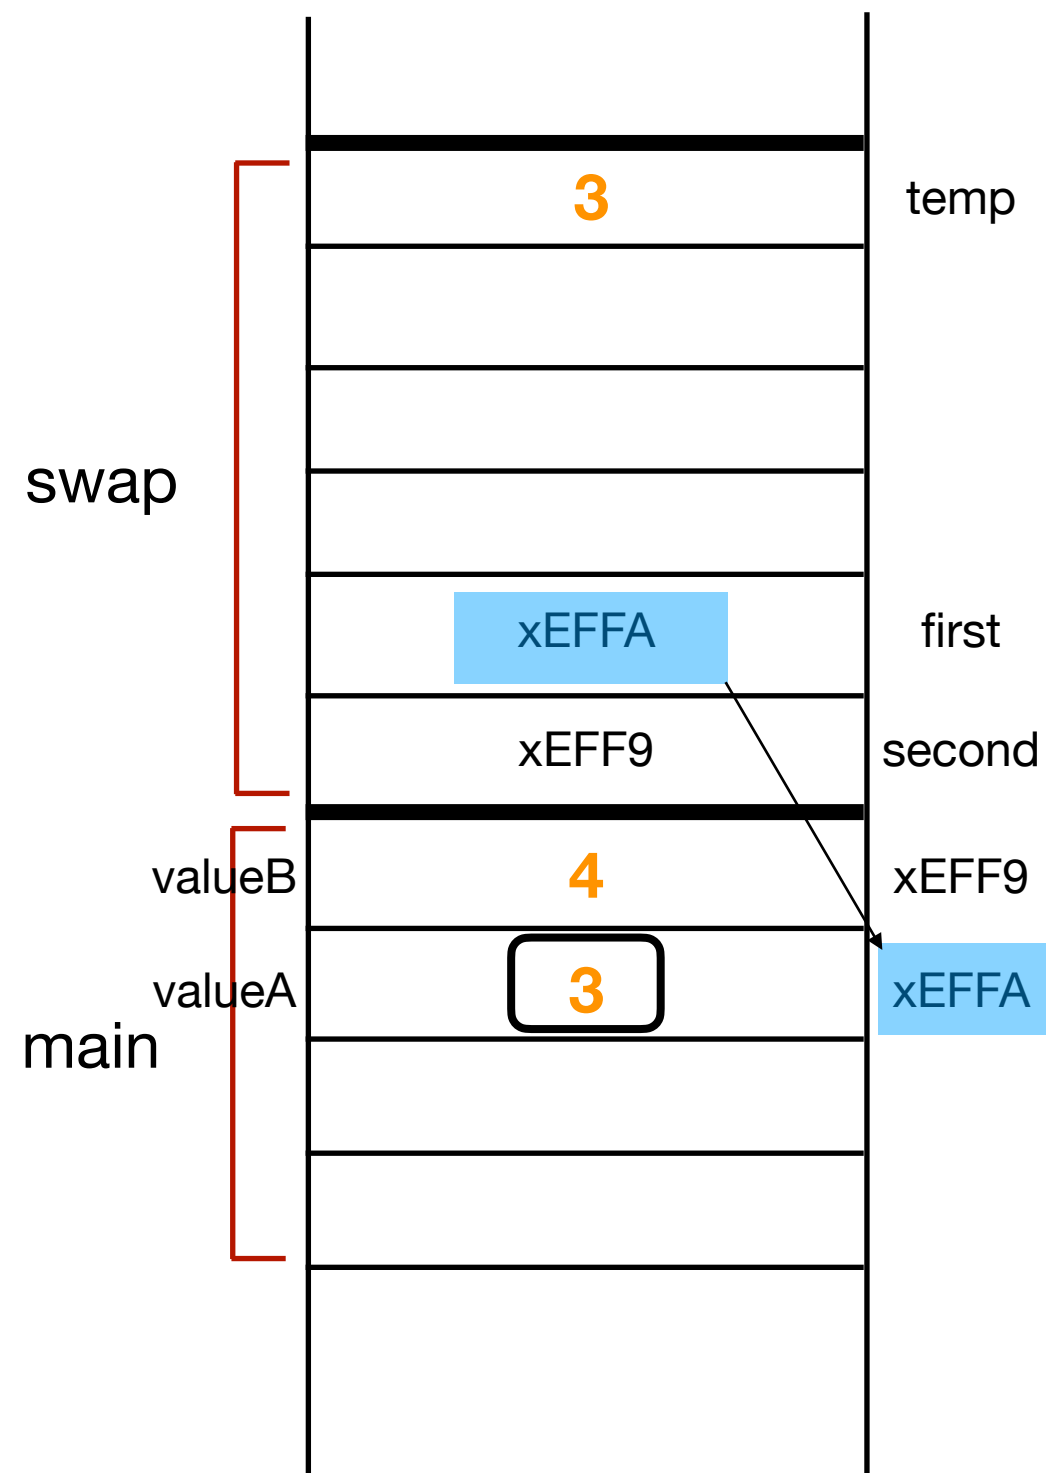 3 temp
swap
xEFFA first
xEFF9 second
valueB 4 xEFF9
valueA 3 xEFFA
main